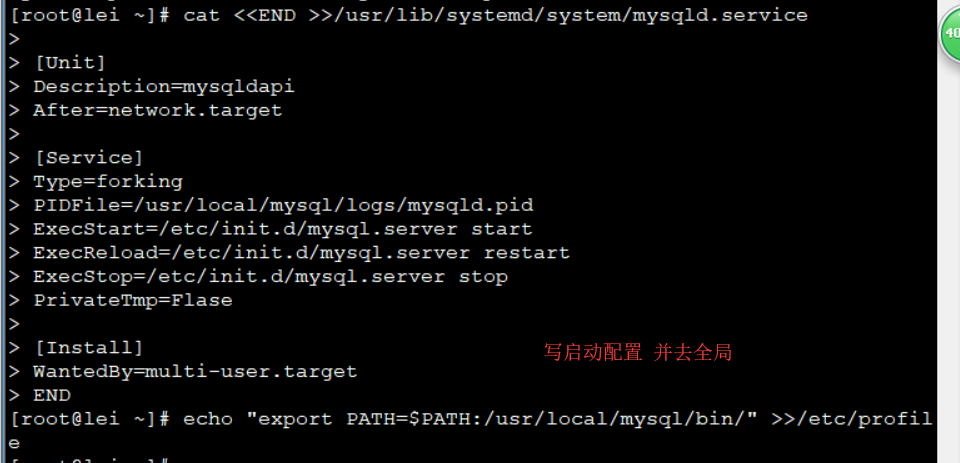 [root@lei ~]# cat <<END >>/usr/lib/systemd/system/mysqld.service
>
> [Unit]
> Description=mysqldapi
> After=network.target
>
> [Service]
> Type=forking
> PIDFile=/usr/local/mysql/logs/mysqld.pid
> ExecStart=/etc/init.d/mysql.server start
> ExecReload=/etc/init.d/mysql.server restart
> ExecStop=/etc/init.d/mysql.server stop
> PrivateTmp=Flase
>
> [Install]
写启动配置 并去全局
> WantedBy=multi-user.target
> END
[root@lei ~]# echo "export PATH=$PATH:/usr/local/mysql/bin/" >>/etc/profil
e
40